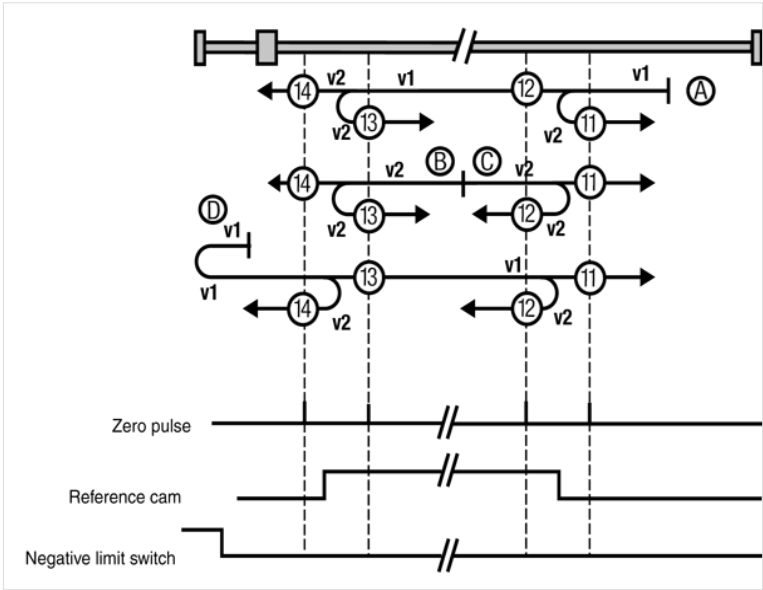 14 v2 v1 12 v1 A
v2 13 v2 11
14 v2 B C v2 11
v2 13 12 v2
D
v1
v1 13 v1 11
14 v2 12 v2
Zero pulse
Reference cam
Negative limit switch